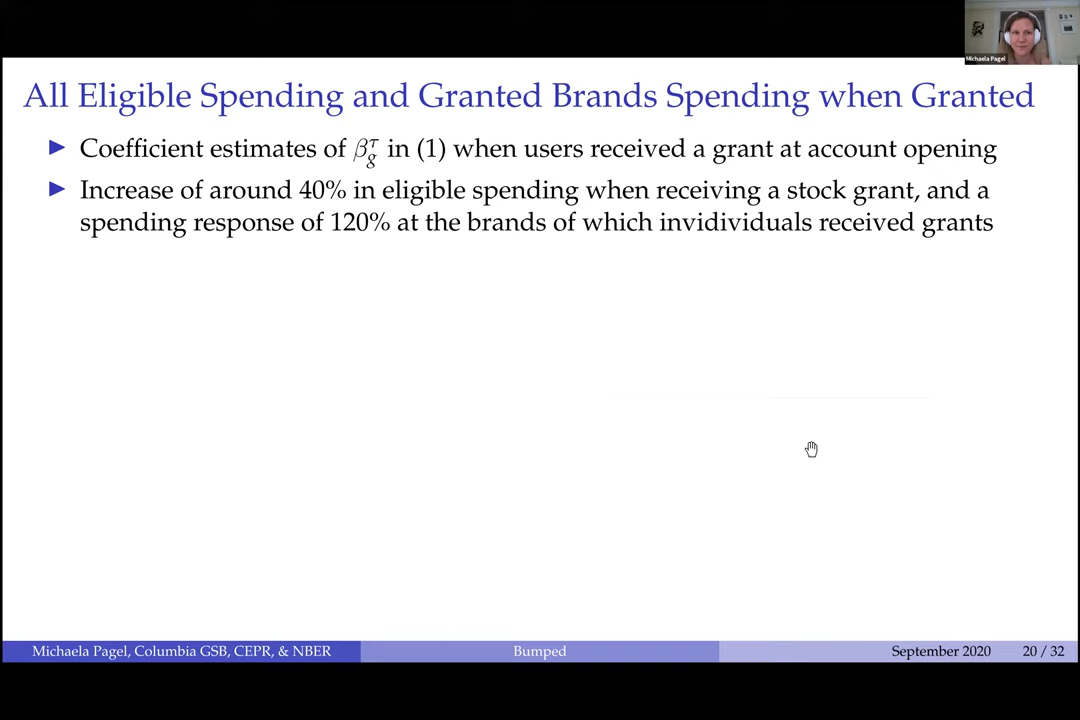 Michaela Pagel
All Eligible Spending and Granted Brands Spending when Granted
▶ Coefficient estimates of β_g^τ in (1) when users received a grant at account opening
▶ Increase of around 40% in eligible spending when receiving a stock grant, and a
spending response of 120% at the brands of which invidividuals received grants
Michaela Pagel, Columbia GSB, CEPR, & NBER Bumped September 2020 20 / 32